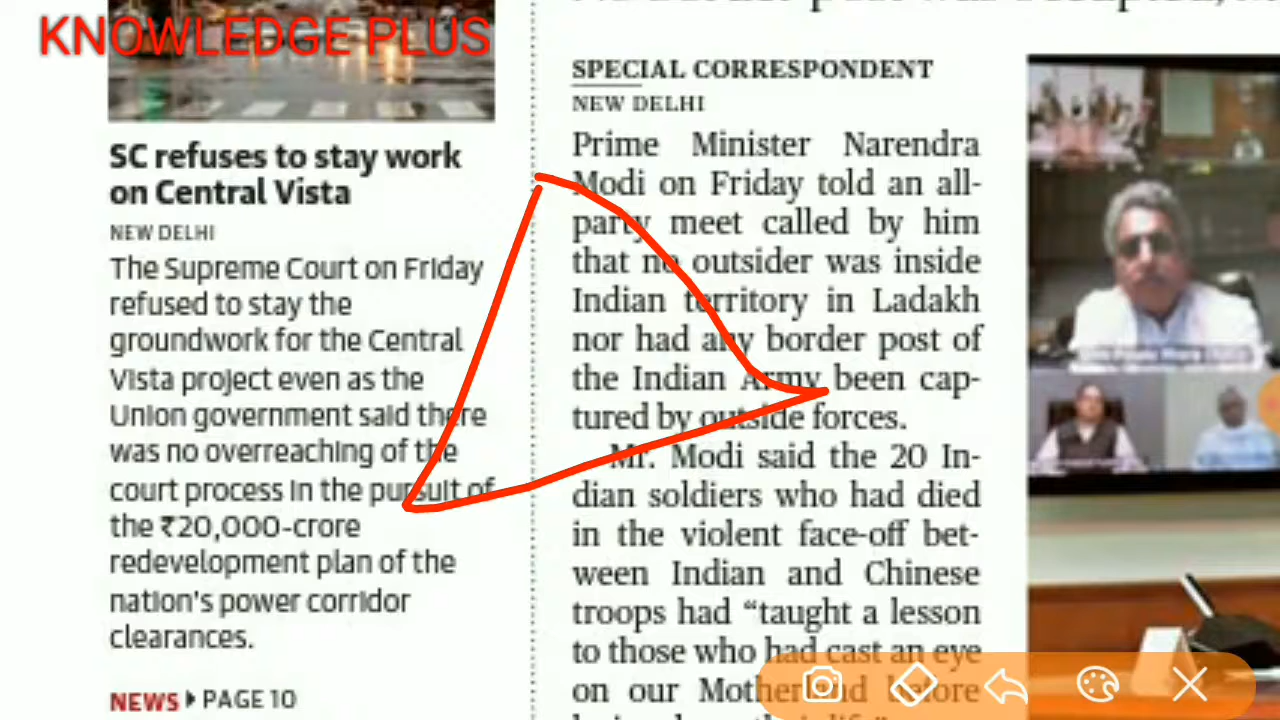 KNOWLEDGE PLUS
SC refuses to stay work
on Central Vista
NEW DELHI
The Supreme Court on Friday
refused to stay the
groundwork for the Central
Vista project even as the
Union government said there
was no overreaching of the
court process in the pursuit of
the ₹20,000-crore
redevelopment plan of the
nation's power corridor
clearances.
NEWS PAGE 10
SPECIAL CORRESPONDENT
NEW DELHI
Prime Minister Narendra
Modi on Friday told an all-
party meet called by him
that no outsider was inside
Indian territory in Ladakh
nor had any border post of
the Indian Army been cap-
tured by outside forces.
Mr. Modi said the 20 In-
dian soldiers who had died
in the violent face-off bet-
ween Indian and Chinese
troops had “taught a lesson
to those who had cast an eye
on our Motherland before